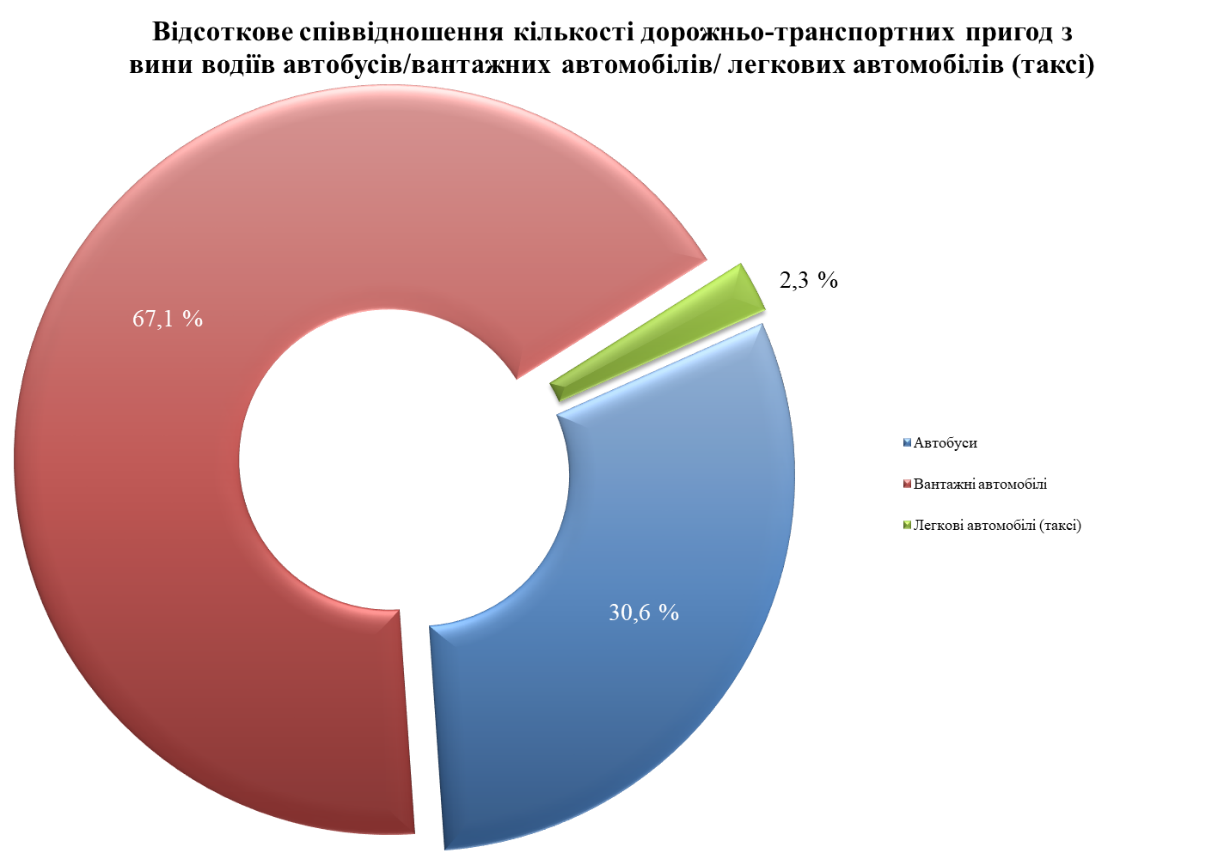 Відсоткове співвідношення кількості дорожньо-транспортних пригод з
вини водіїв автобусів/вантажних автомобілів/ легкових автомобілів (таксі)
2,3 %
67,1 %
Автобуси
Вантажні автомобілі
Легкові автомобілі (таксі)
30,6 %